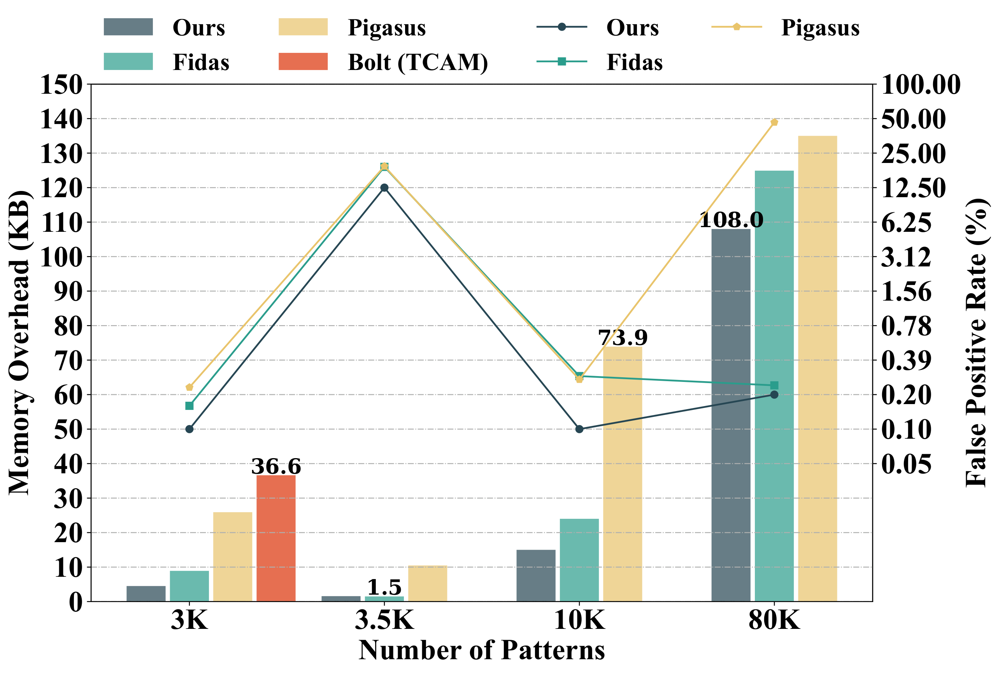 Ours
Pigasus
Ours
Pigasus
Fidas
Bolt (TCAM)
Fidas
150
140
130
120
110
100
90
80
70
60
50
40
30
20
10
0
Memory Overhead (KB)
100.00
50.00
25.00
12.50
6.25
3.12
1.56
0.78
0.39
0.20
0.10
0.05
False Positive Rate (%)
108.0
73.9
36.6
1.5
3K
3.5K
10K
80K
Number of Patterns